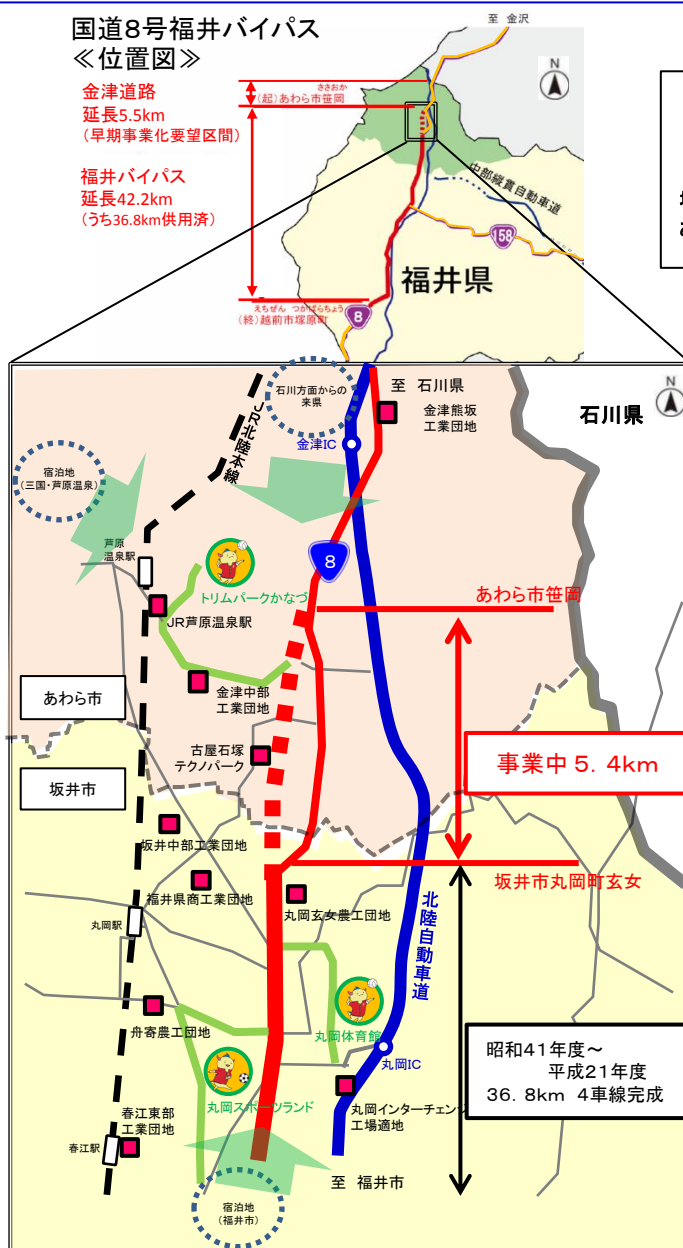 国道8号福井バイパス
≪位置図≫
至 金沢
N
金津道路
延長5.5km
(早期事業化要望区間)
ささおか
(起)あわら市笹岡
福井バイパス
延長42.2km
(うち36.8km供用済)
中部縦貫自動車道
158
福井県
えちぜん つかばらちょう
(終)越前市塚原町
8
石川方面からの
来県
至 石川県
金津熊坂
工業団地
石川県
N
JR北陸本線
金津IC
宿泊地
(三国・芦原温泉)
芦原
温泉駅
8
トリムパークかなづ
あわら市笹岡
JR芦原温泉駅
金津中部
工業団地
あわら市
古屋石塚
テクノパーク
事業中5.4km
坂井市
坂井中部工業団地
坂井市丸岡町玄女
福井県商工業団地
丸岡玄女農工団地
丸岡駅
北陸自動車道
舟寄農工団地
丸岡体育館
丸岡IC
昭和41年度~
平成21年度
36.8km 4車線完成
丸岡スポーツランド
丸岡インターチェンジ
工場適地
春江東部
工業団地
春江駅
至 福井市
宿泊地
(福井市)